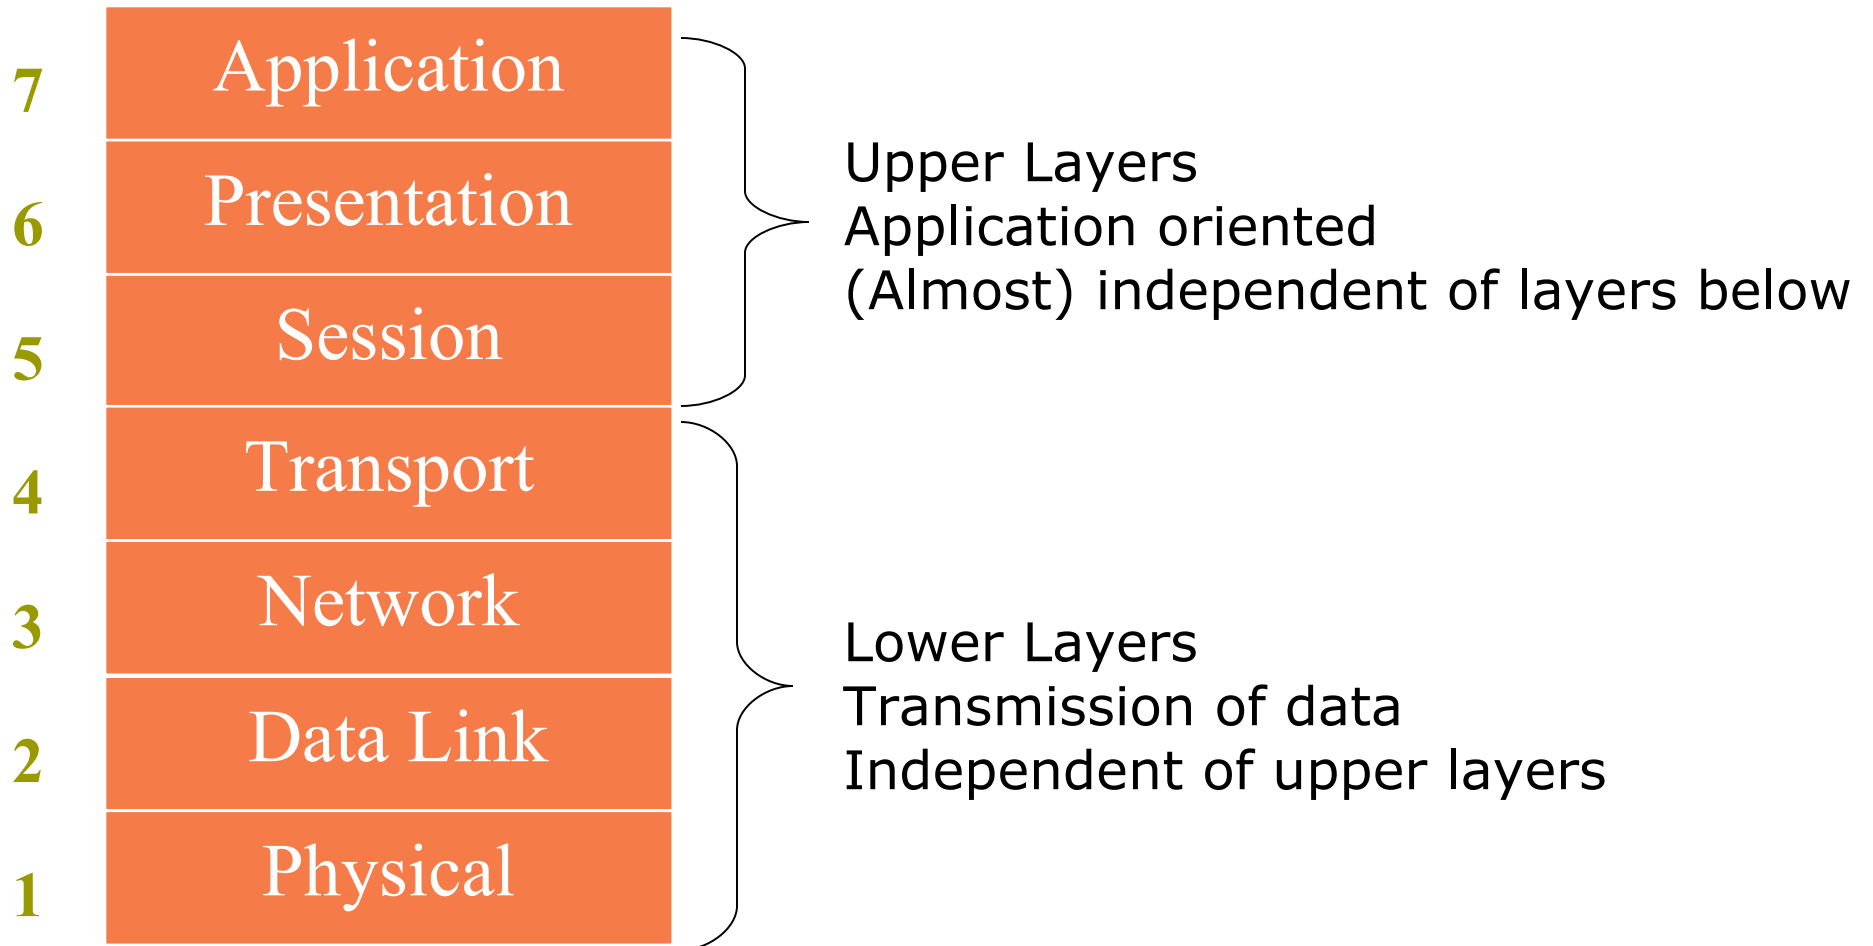 7 Application
6 Presentation
5 Session
4 Transport
3 Network
2 Data Link
1 Physical
Upper Layers
Application oriented
(Almost) independent of layers below
Lower Layers
Transmission of data
Independent of upper layers